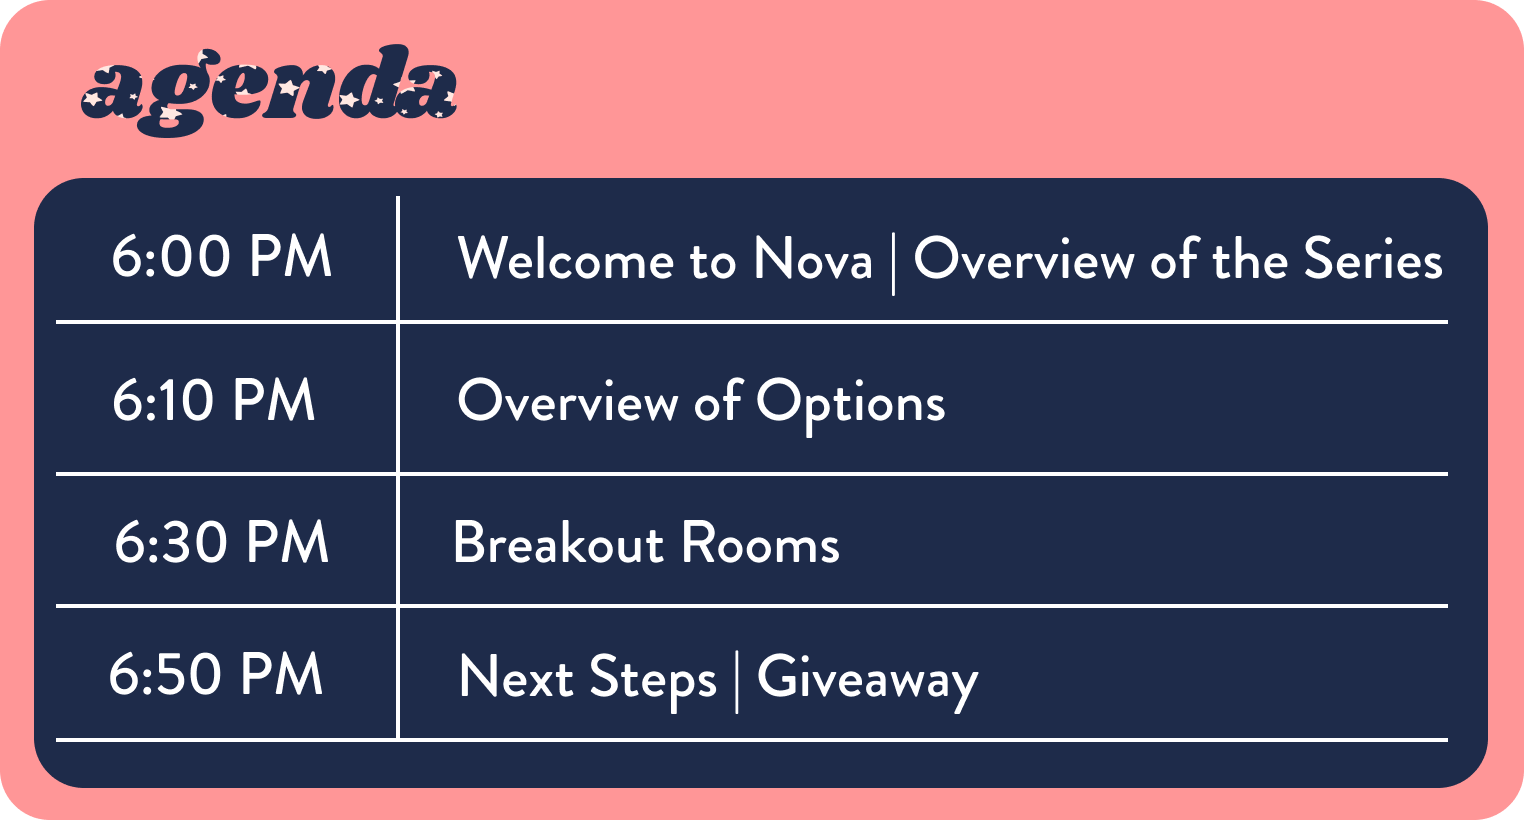 agenda
6:00 PM Welcome to Nova | Overview of the Series
6:10 PM Overview of Options
6:30 PM Breakout Rooms
6:50 PM Next Steps | Giveaway